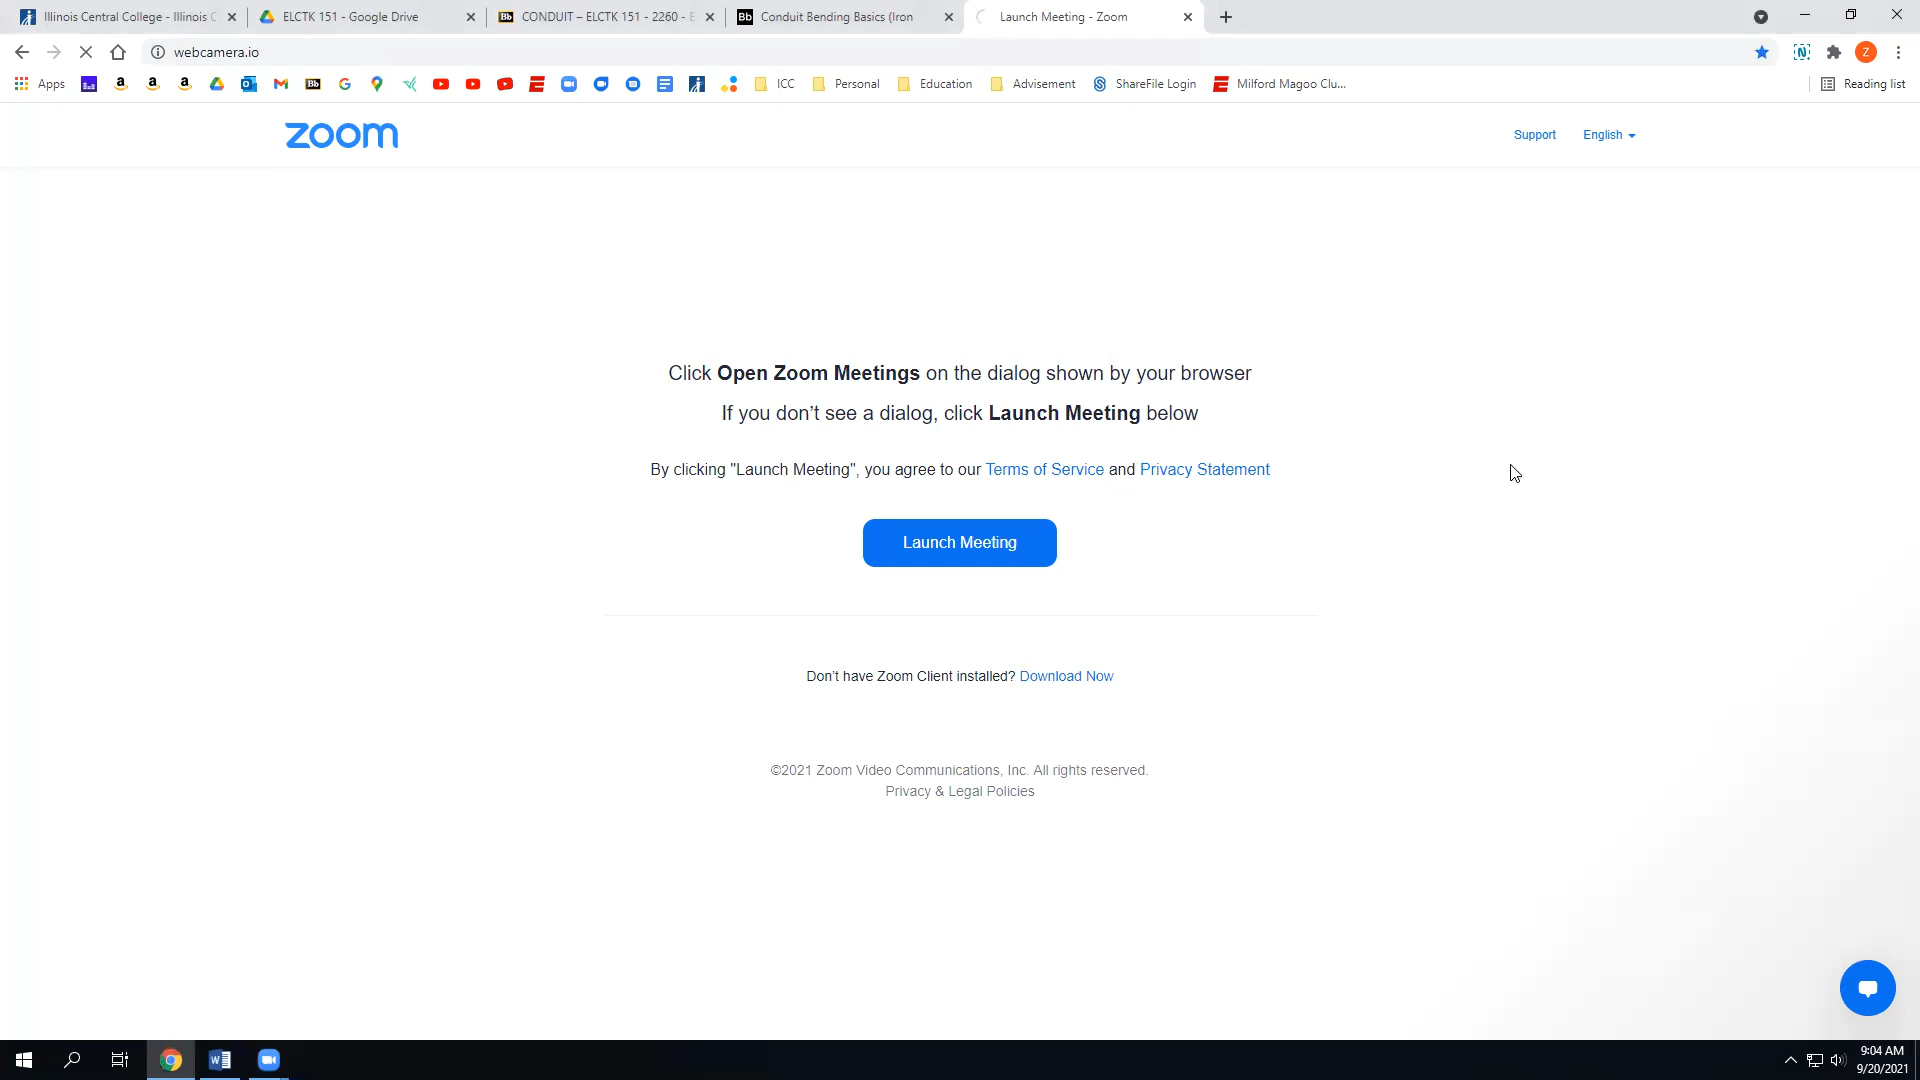 Illinois Central College - Illinois C
ELCTK 151 - Google Drive
CONDUIT – ELCTK 151 - 2260 - E
Conduit Bending Basics (Iron
Launch Meeting - Zoom
webcamera.io
Apps
ICC
Personal
Education
Advisement
ShareFile Login
Milford Magoo Clu...
Reading list
zoom
Support
English
Click Open Zoom Meetings on the dialog shown by your browser
If you don’t see a dialog, click Launch Meeting below
By clicking "Launch Meeting", you agree to our Terms of Service and Privacy Statement
Launch Meeting
Don’t have Zoom Client installed? Download Now
©2021 Zoom Video Communications, Inc. All rights reserved.
Privacy & Legal Policies
9:04 AM
9/20/2021